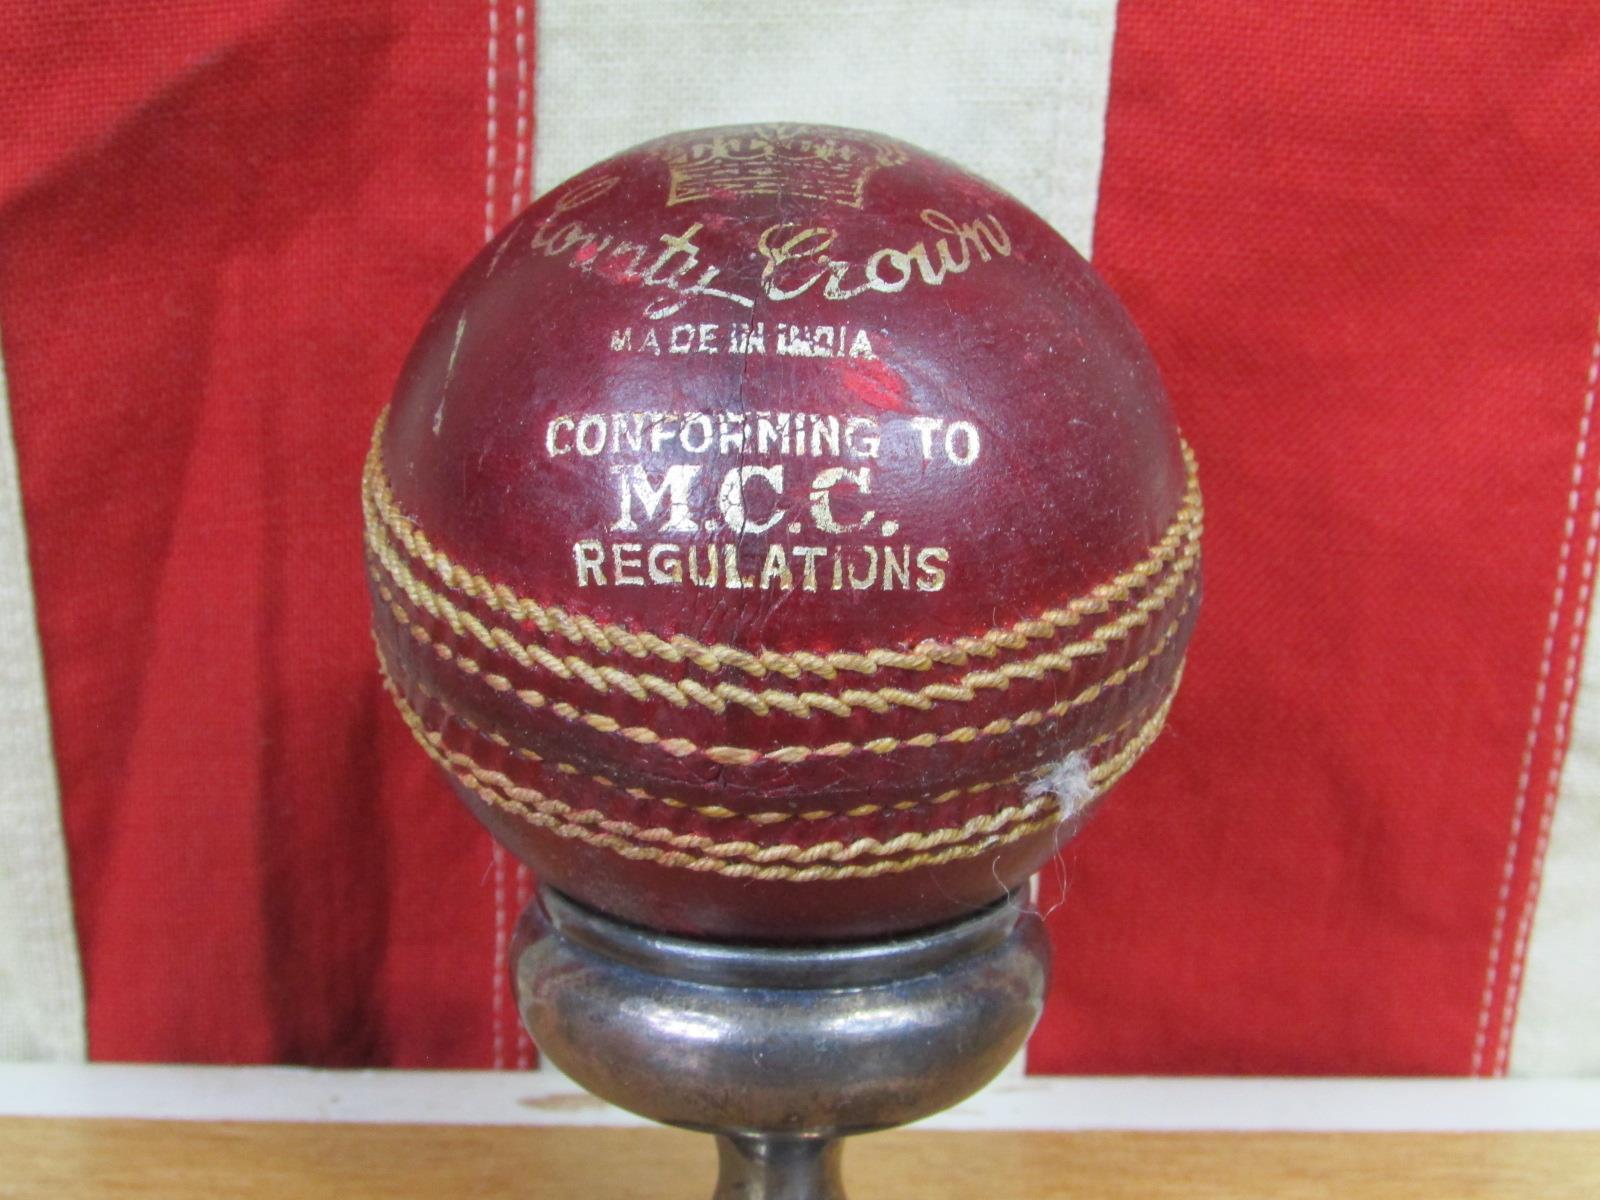 County Crown
MADE IN INDIA
CONFORMING TO
M.C.C.
REGULATIONS